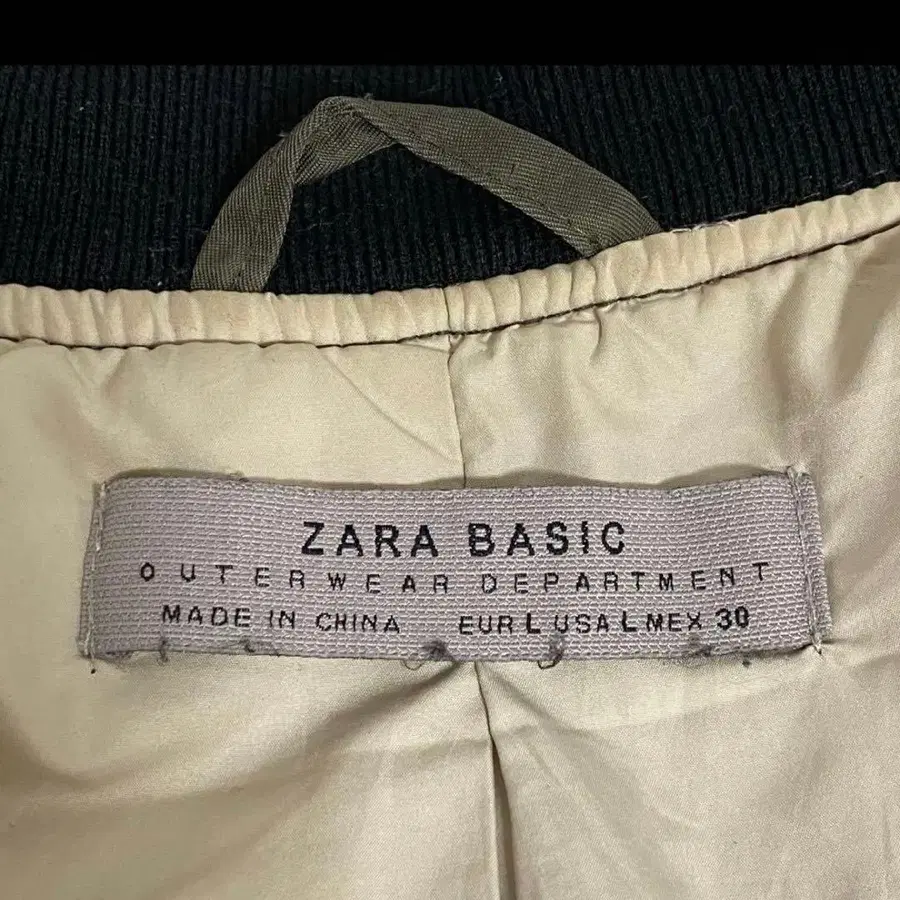 ZARA BASIC
OUTERWEAR DEPARTMENT
MADE IN CHINA EUR L USA L MEX 30